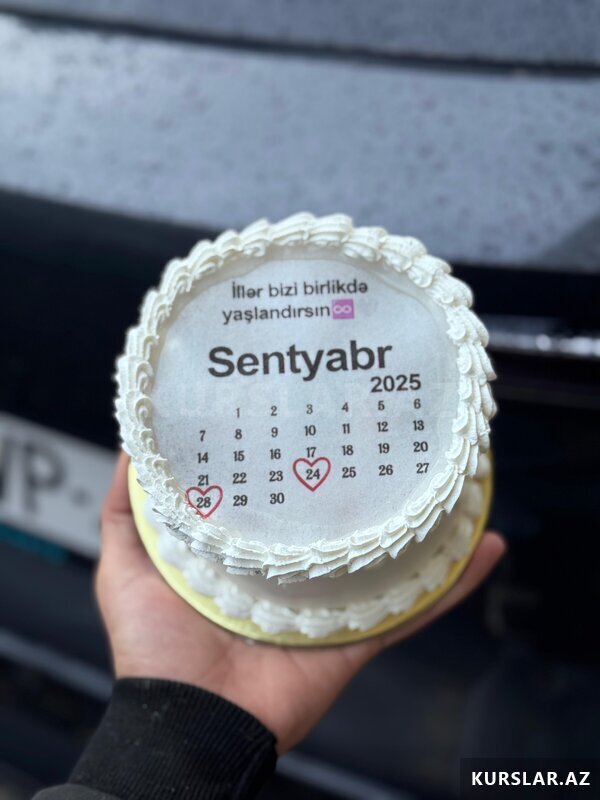 İllər bizi birlikdə
yaşlandırsın♾️
Sentyabr
2025
1 2 3 4 5 6
7 8 9 10 11 12 13
14 15 16 17 18 19 20
21 22 23 24 25 26 27
28 29 30
KURSLAR.AZ
KURSLAR.AZ